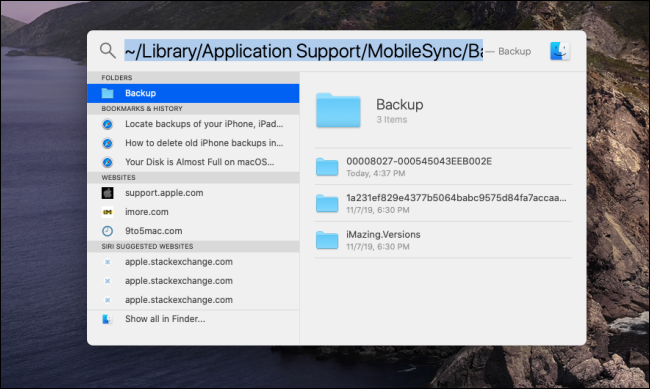 ~/Library/Application Support/MobileSync/Ba — Backup
FOLDERS
Backup
BOOKMARKS & HISTORY
Locate backups of your iPhone, iPad...
How to delete old iPhone backups in...
Your Disk is Almost Full on macOS...
WEBSITES
support.apple.com
iM imore.com
9to5mac.com
SIRI SUGGESTED WEBSITES
apple.stackexchange.com
apple.stackexchange.com
apple.stackexchange.com
Show all in Finder...
Backup
3 Items
00008027-000545043EEB002E
Today, 4:37 PM
1a231ef829e4377b5064babc9575d84fa7accaa...
11/7/19, 6:30 PM
iMazing.Versions
11/7/19, 6:30 PM